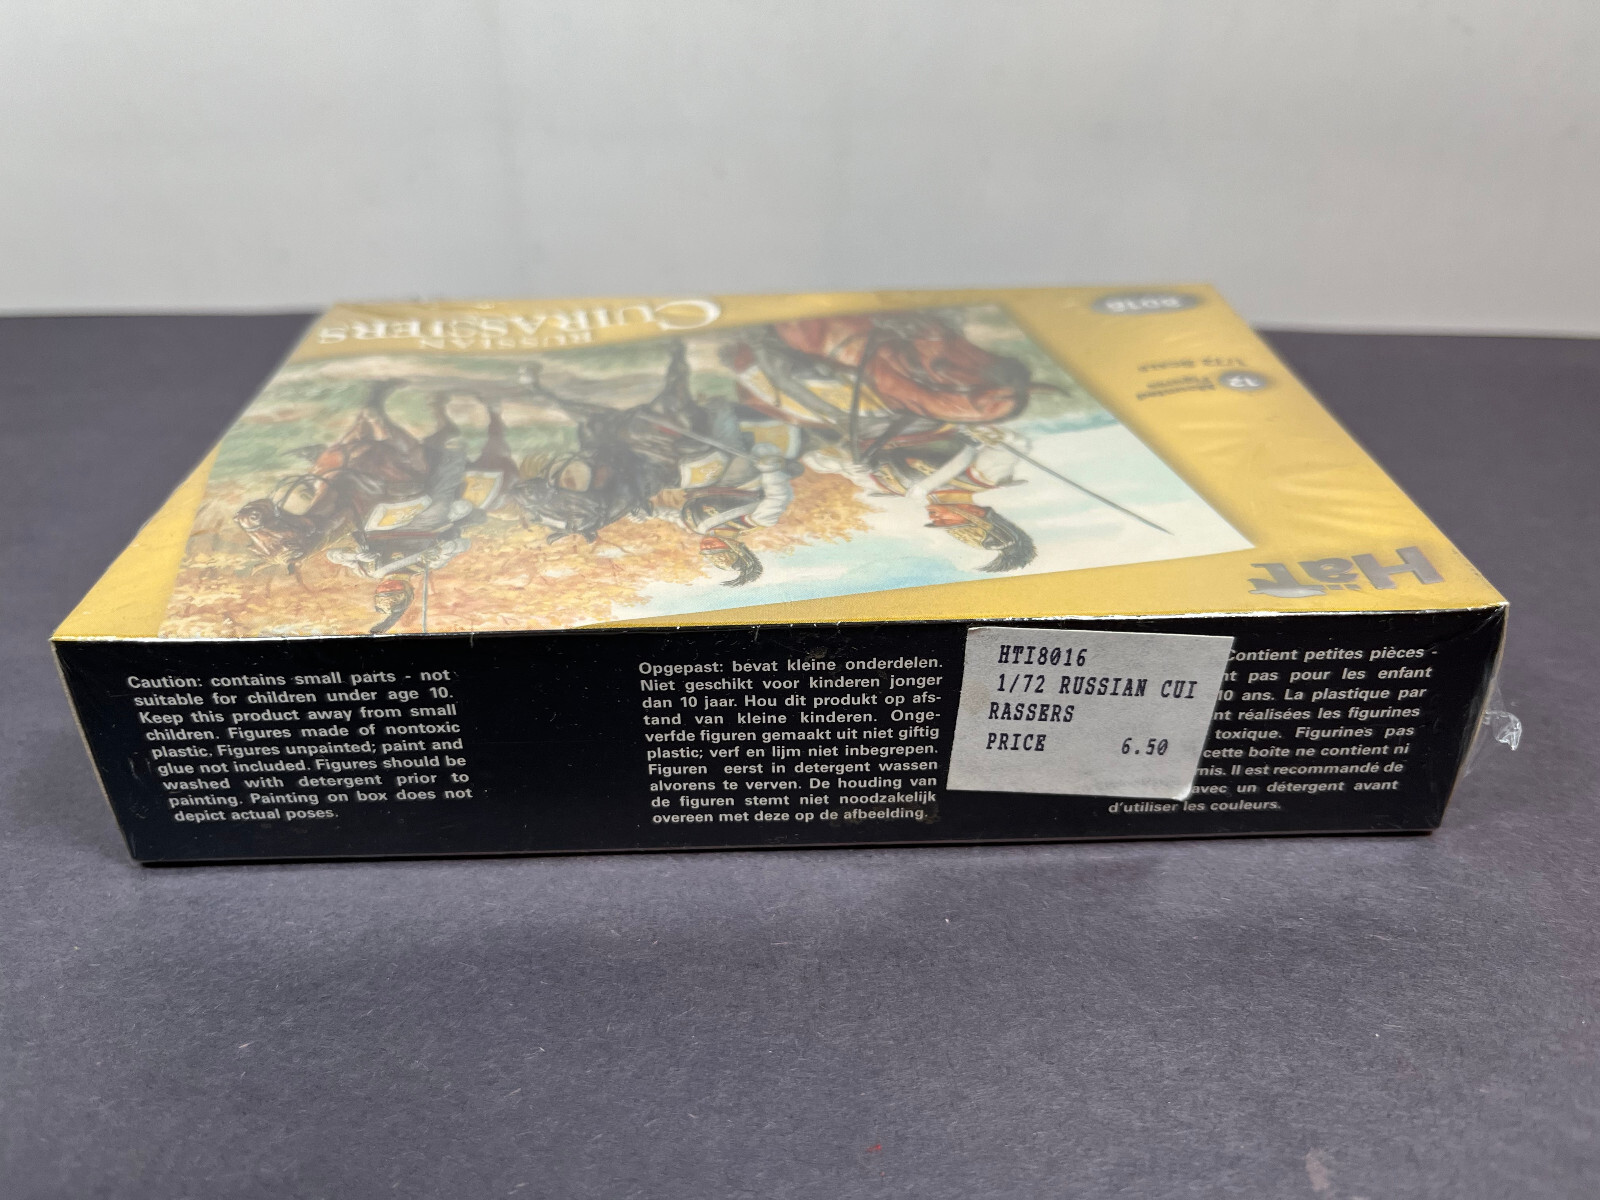 RUSSIAN
CUIRASSIERS
8016
12 Mounted
Figures
1/72 SCALE
HäT
Caution: contains small parts - not
suitable for children under age 10.
Keep this product away from small
children. Figures made of nontoxic
plastic. Figures unpainted; paint and
glue not included. Figures should be
washed with detergent prior to
painting. Painting on box does not
depict actual poses.
Opgepast: bevat kleine onderdelen.
Niet geschikt voor kinderen jonger
dan 10 jaar. Hou dit produkt op afs-
tand van kleine kinderen. Onge-
verfde figuren gemaakt uit niet giftig
plastic; verf en lijm niet inbegrepen.
Figuren eerst in detergent wassen
alvorens te verven. De houding van
de figuren stemt niet noodzakelijk
overeen met deze op de afbeelding.
HTI8016
1/72 RUSSIAN CUI
RASSERS
PRICE 6.50
Contient petites pièces -
pas pour les enfant
10 ans. La plastique par
réalisées les figurines
toxique. Figurines pas
cette boîte ne contient ni
Il est recommandé de
avec un détergent avant
d'utiliser les couleurs.